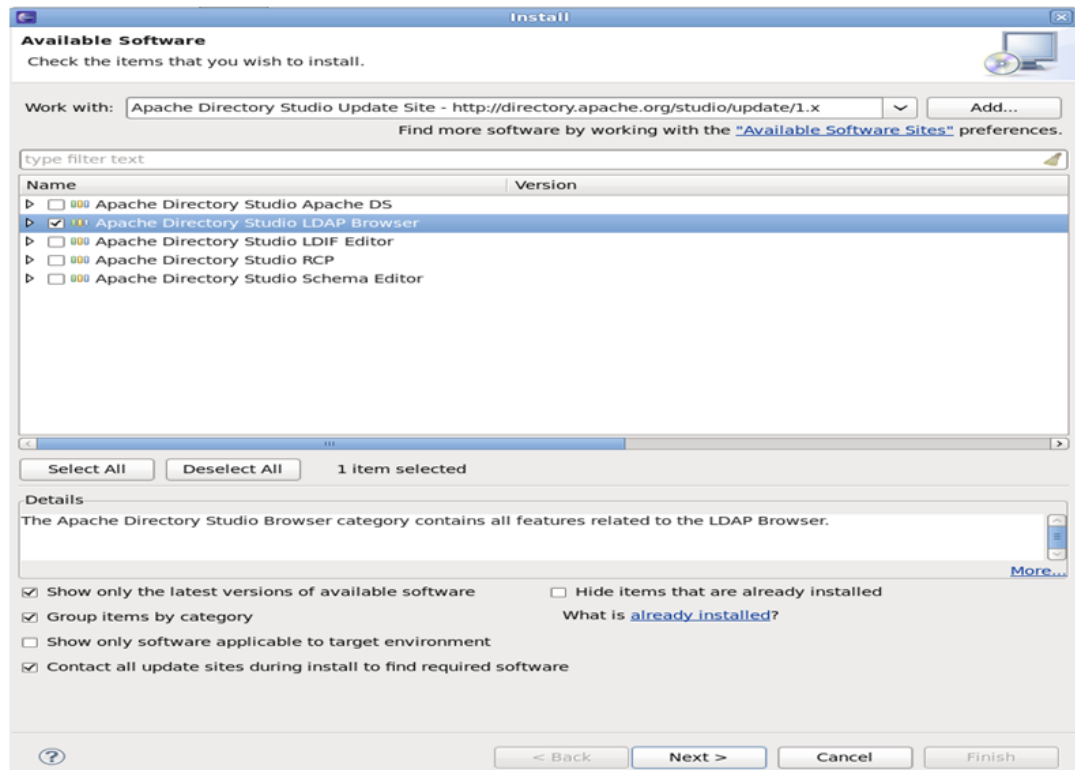 Install
Available Software
Check the items that you wish to install.
Work with: Apache Directory Studio Update Site - http://directory.apache.org/studio/update/1.x Add...
Find more software by working with the "Available Software Sites" preferences.
type filter text
Name Version
Apache Directory Studio Apache DS
Apache Directory Studio LDAP Browser
Apache Directory Studio LDIF Editor
Apache Directory Studio RCP
Apache Directory Studio Schema Editor
Select All Deselect All 1 item selected
Details
The Apache Directory Studio Browser category contains all features related to the LDAP Browser.
More...
Show only the latest versions of available software Hide items that are already installed
Group items by category What is already installed?
Show only software applicable to target environment
Contact all update sites during install to find required software
? < Back Next > Cancel Finish